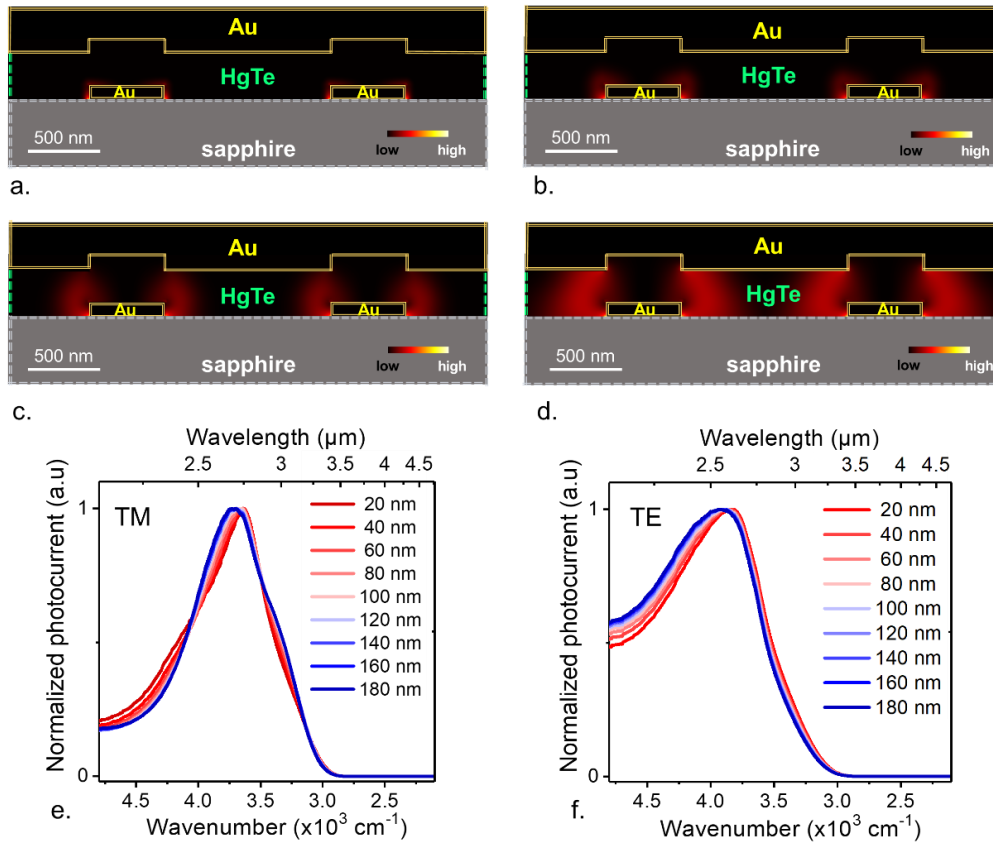 Au
HgTe
Au
Au
500 nm
sapphire
low
high
a.
Au
HgTe
Au
Au
500 nm
sapphire
low
high
b.
Au
HgTe
Au
Au
500 nm
sapphire
low
high
c.
Au
HgTe
Au
Au
500 nm
sapphire
low
high
d.
Wavelength (µm)
2.5
3
3.5
4
4.5
Normalized photocurrent (a.u)
1
0
TM
20 nm
40 nm
60 nm
80 nm
100 nm
120 nm
140 nm
160 nm
180 nm
4.5
4.0
3.5
3.0
2.5
Wavenumber (x10³ cm⁻¹)
e.
Wavelength (µm)
2.5
3
3.5
4
4.5
Normalized photocurrent (a.u)
1
0
TE
20 nm
40 nm
60 nm
80 nm
100 nm
120 nm
140 nm
160 nm
180 nm
4.5
4.0
3.5
3.0
2.5
Wavenumber (x10³ cm⁻¹)
f.